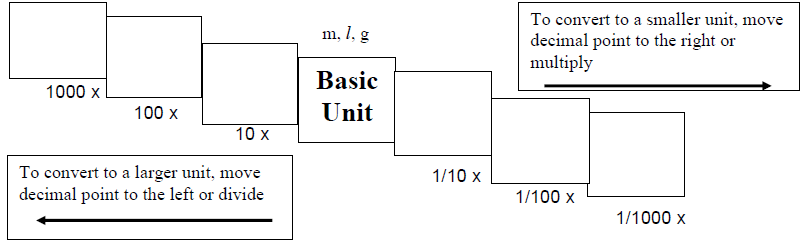 m, l, g
To convert to a smaller unit, move
decimal point to the right or
multiply
Basic
Unit
1000 x
100 x
10 x
To convert to a larger unit, move
decimal point to the left or divide
1/10 x
1/100 x
1/1000 x